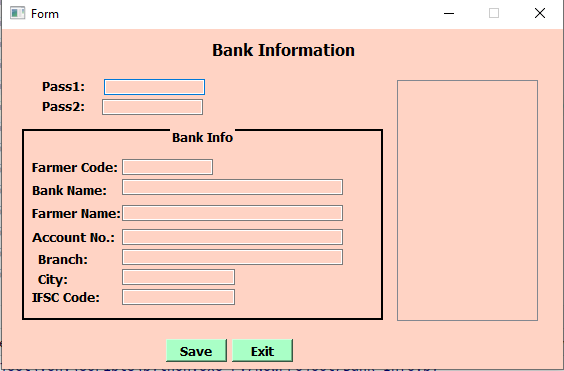 Form
Bank Information
Pass1:
Pass2:
Bank Info
Farmer Code:
Bank Name:
Farmer Name:
Account No.:
Branch:
City:
IFSC Code:
Save Exit